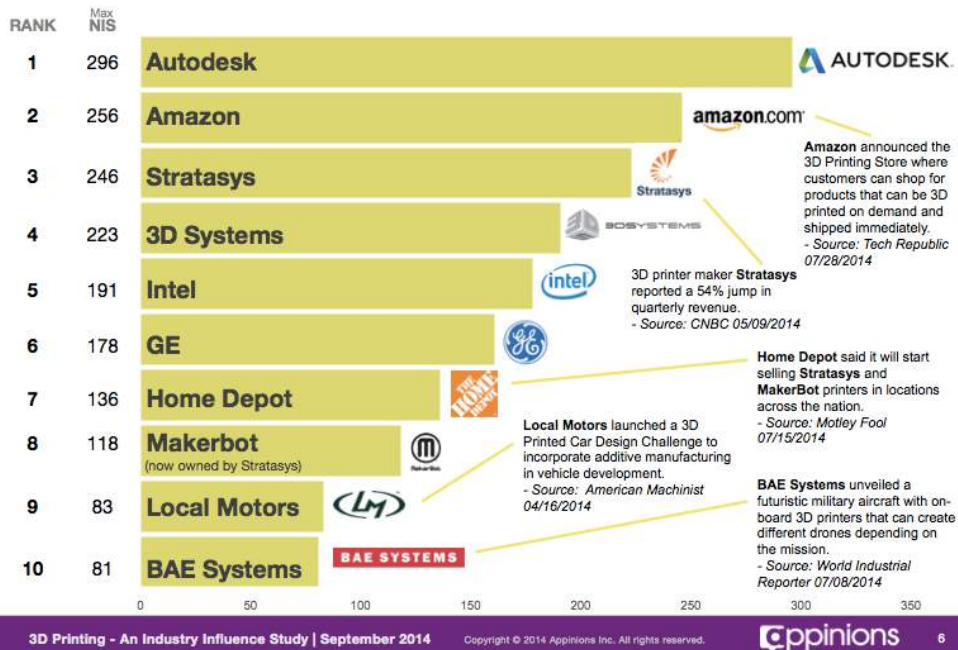 RANK
Max
NIS
1 296 Autodesk AUTODESK.
2 256 Amazon amazon.com
3 246 Stratasys Stratasys
4 223 3D Systems 3DSYSTEMS
5 191 Intel intel
6 178 GE GE
7 136 Home Depot THE HOME DEPOT
8 118 Makerbot MakerBot
(now owned by Stratasys)
9 83 Local Motors LM
10 81 BAE Systems BAE SYSTEMS
Amazon announced the
3D Printing Store where
customers can shop for
products that can be 3D
printed on demand and
shipped immediately.
- Source: Tech Republic
07/28/2014
3D printer maker Stratasys
reported a 54% jump in
quarterly revenue.
- Source: CNBC 05/09/2014
Home Depot said it will start
selling Stratasys and
MakerBot printers in locations
across the nation.
- Source: Motley Fool
07/15/2014
Local Motors launched a 3D
Printed Car Design Challenge to
incorporate additive manufacturing
in vehicle development.
- Source: American Machinist
04/16/2014
BAE Systems unveiled a
futuristic military aircraft with on-
board 3D printers that can create
different drones depending on
the mission.
- Source: World Industrial
Reporter 07/08/2014
0 50 100 150 200 250 300 350
3D Printing - An Industry Influence Study | September 2014 Copyright © 2014 Appinions Inc. All rights reserved. appinions 6